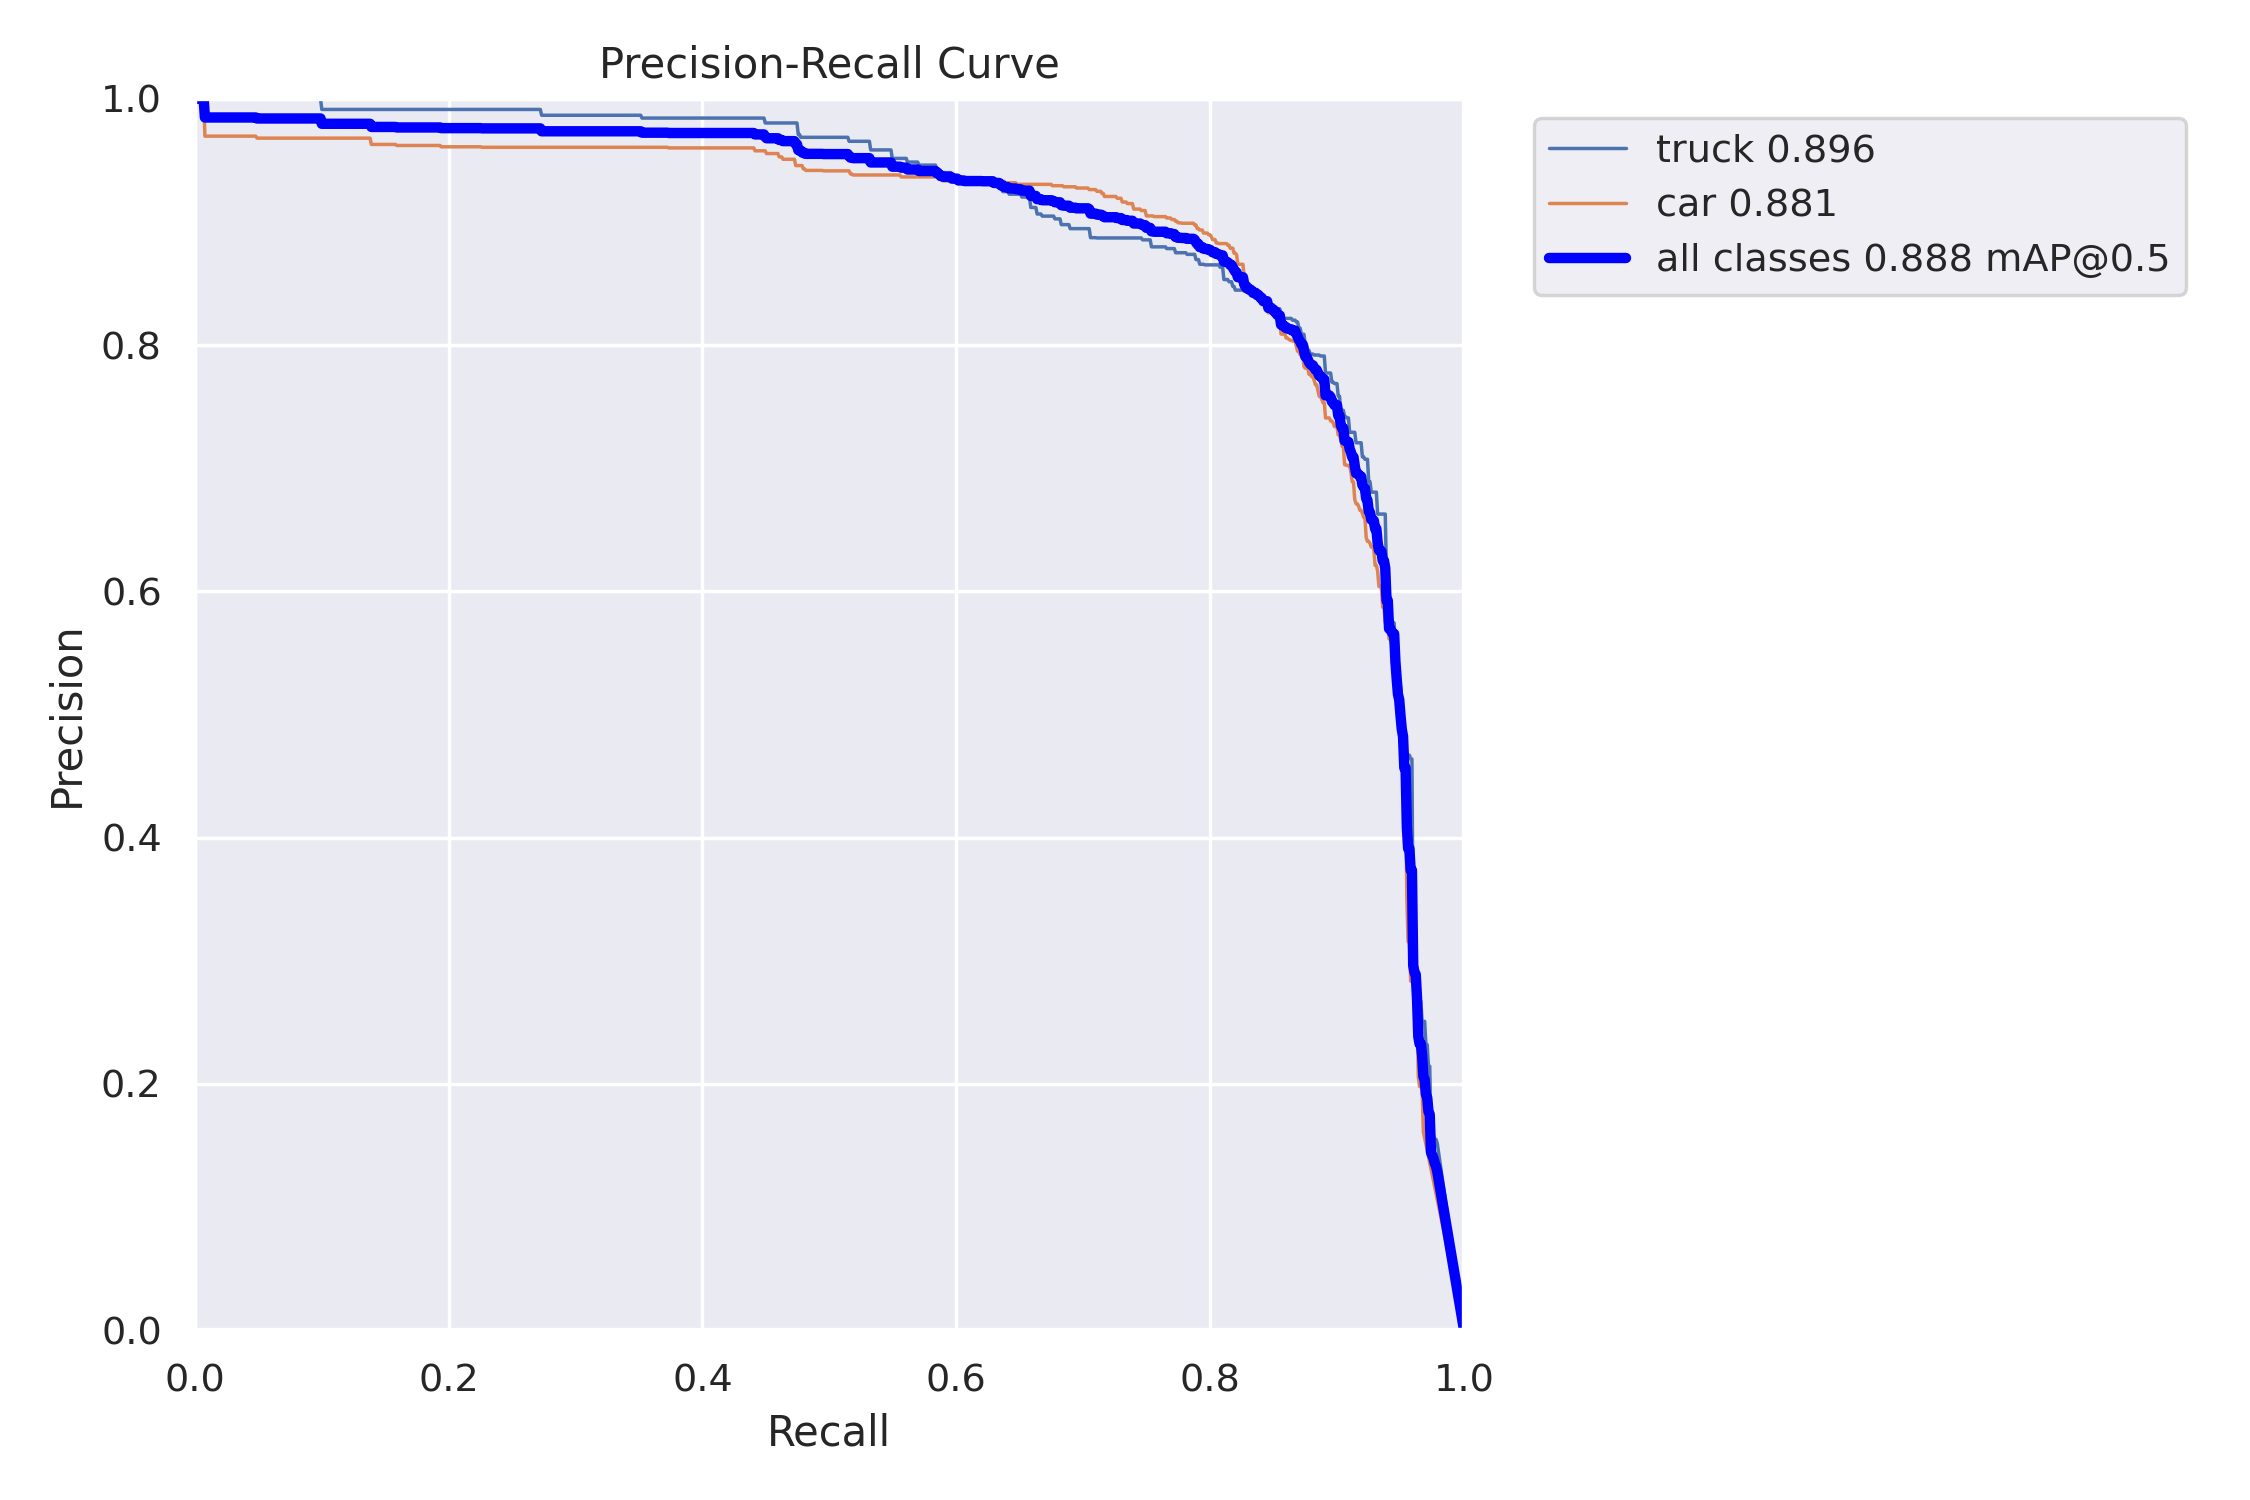 Precision-Recall Curve
1.0
0.8
0.6
0.4
0.2
0.0
Precision
0.0 0.2 0.4 0.6 0.8 1.0
Recall
truck 0.896
car 0.881
all classes 0.888 mAP@0.5